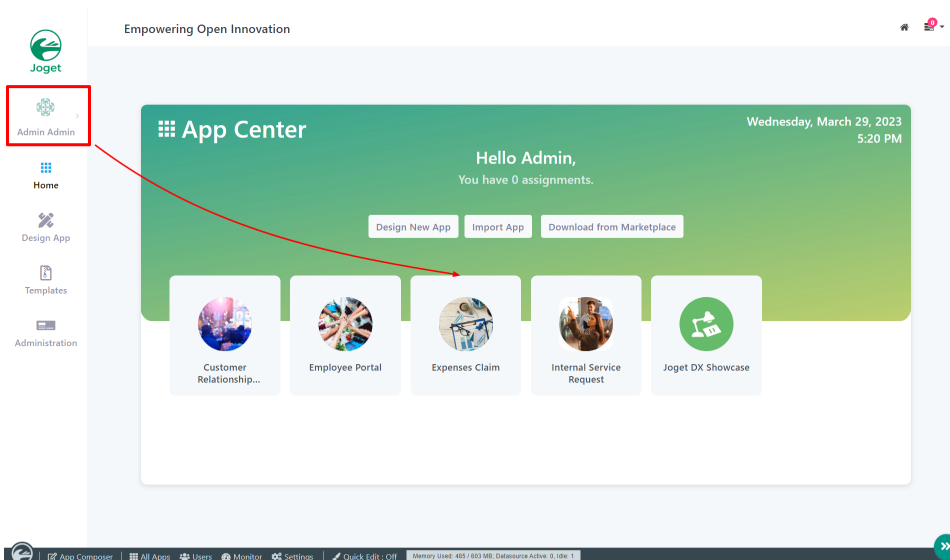 Empowering Open Innovation
0
Joget
Admin Admin
Home
Design App
Templates
Administration
App Center
Wednesday, March 29, 2023
5:20 PM
Hello Admin,
You have 0 assignments.
Design New App
Import App
Download from Marketplace
Customer
Relationship...
Employee Portal
Expenses Claim
Internal Service
Request
Joget DX Showcase
App Composer
All Apps
Users
Monitor
Settings
Quick Edit : Off
Memory Used: 485 / 603 MB; Datasource Active: 0, Idle: 1